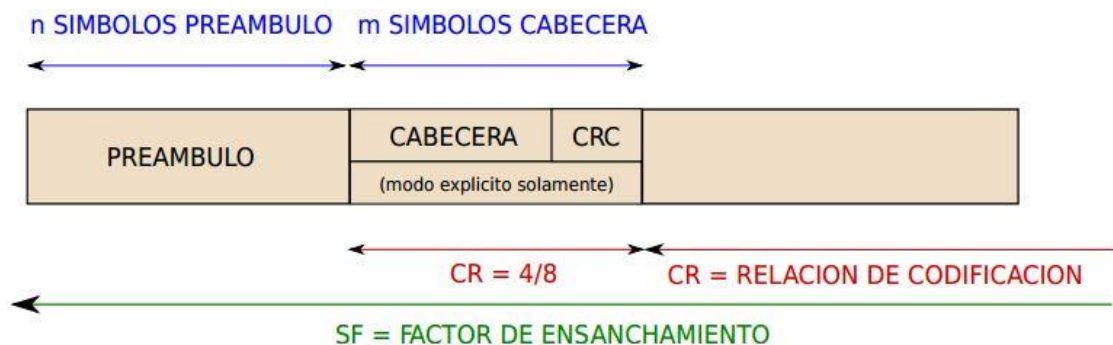 n SIMBOLOS PREAMBULO m SIMBOLOS CABECERA
PREAMBULO
CABECERA CRC
(modo explicito solamente)
CR = 4/8 CR = RELACION DE CODIFICACION
SF = FACTOR DE ENSANCHAMIENTO